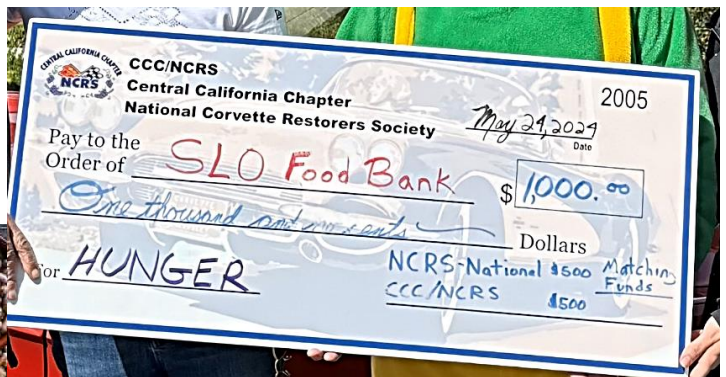 CENTRAL CALIFORNIA CHAPTER
NCRS
CCC/NCRS
Central California Chapter
National Corvette Restorers Society
2005
May 24, 2024
Date
Pay to the
Order of SLO Food Bank
$ 1,000.00
One thousand and no cents
Dollars
For HUNGER
NCRS-National $500 Matching Funds
CCC/NCRS $500